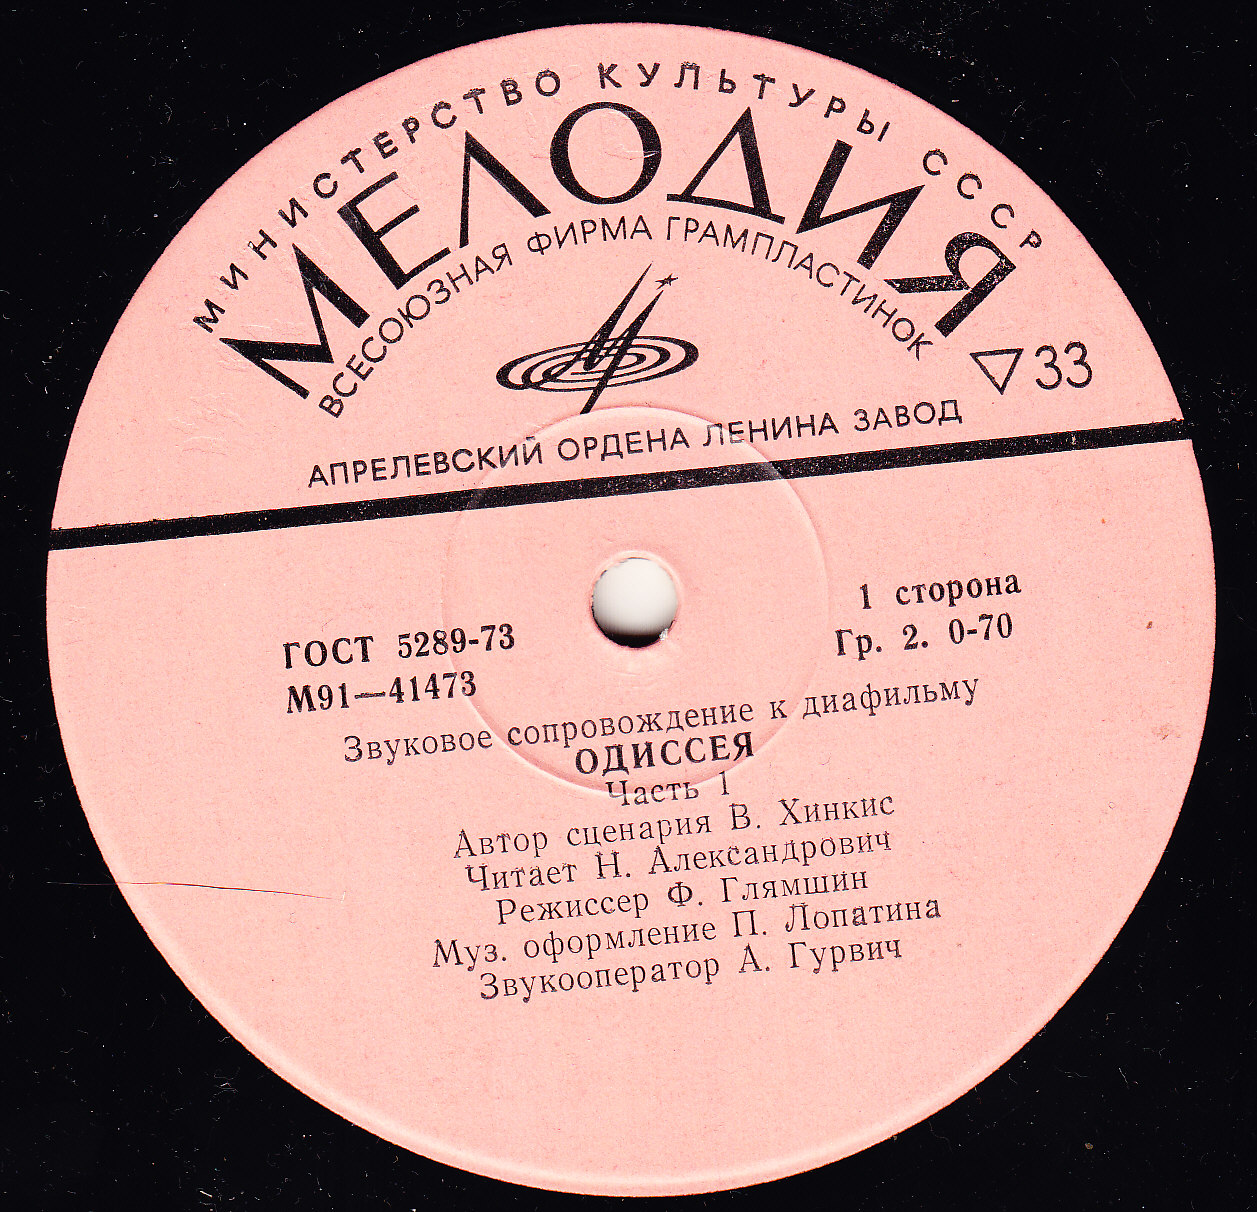 МИНИСТЕРСТВО КУЛЬТУРЫ СССР
МЕЛОДИЯ
ВСЕСОЮЗНАЯ ФИРМА ГРАМПЛАСТИНОК
33
АПРЕЛЕВСКИЙ ОРДЕНА ЛЕНИНА ЗАВОД
ГОСТ 5289-73
М91—41473
1 сторона
Гр. 2. 0-70
Звуковое сопровождение к диафильму
ОДИССЕЯ
Часть 1
Автор сценария В. Хинкис
Читает Н. Александрович
Режиссер Ф. Глямшин
Муз. оформление П. Лопатина
Звукооператор А. Гурвич